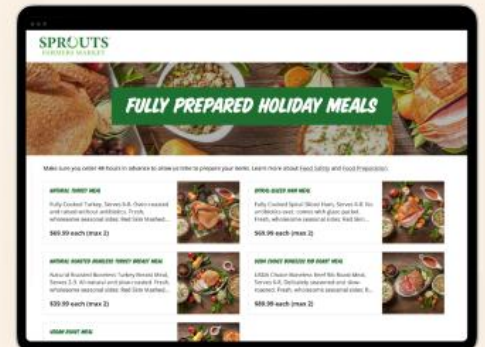 SPROUTS
FARMERS MARKET
FULLY PREPARED HOLIDAY MEALS
Make sure you order 48 hours in advance to allow us time to prepare your items. Learn more about Food Safety and Food Preparation.
NATURAL TURKEY MEAL
Fully Cooked Turkey, Serves 6-8. Oven roasted
and raised without antibiotics. Fresh,
wholesome seasonal sides: Red Skin Mashed...
$69.99 each (max 2)
SPIRAL SLICED HAM MEAL
Fully Cooked Spiral Sliced Ham, Serves 6-8. No
antibiotics ever, comes with glaze packet.
Fresh, wholesome seasonal sides: Red Skin...
$69.99 each (max 2)
NATURAL ROASTED BONELESS TURKEY BREAST MEAL
Natural Roasted Boneless Turkey Breast Meal,
Serves 2-3. All natural and slow roasted. Fresh,
wholesome seasonal sides: Red Skin Mashed...
$39.99 each (max 2)
USDA CHOICE BONELESS RIB ROAST MEAL
USDA Choice Boneless Beef Rib Roast Meal,
Serves 6-8. Delicately seasoned and slow-
roasted. Fresh, wholesome seasonal sides: R...
$89.99 each (max 2)
VEGAN ROAST MEAL